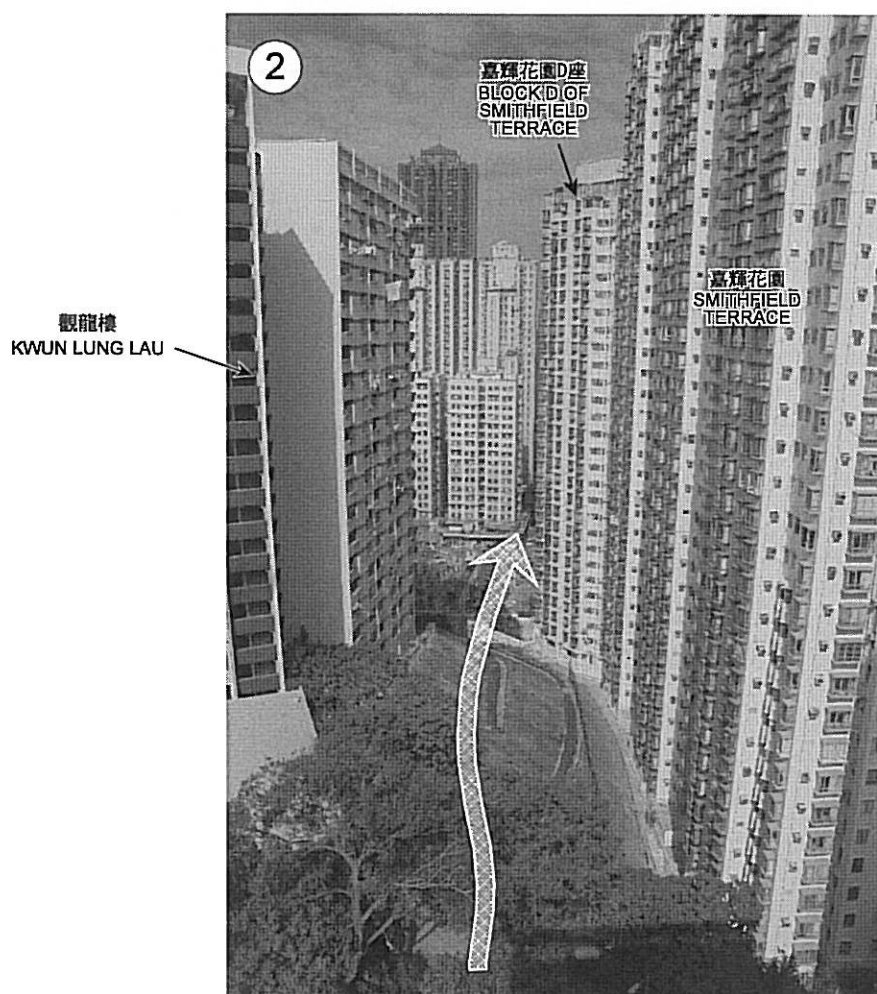 2
嘉輝花園D座
BLOCK D OF
SMITHFIELD
TERRACE
嘉輝花園
SMITHFIELD
TERRACE
觀龍樓
KWUN LUNG LAU